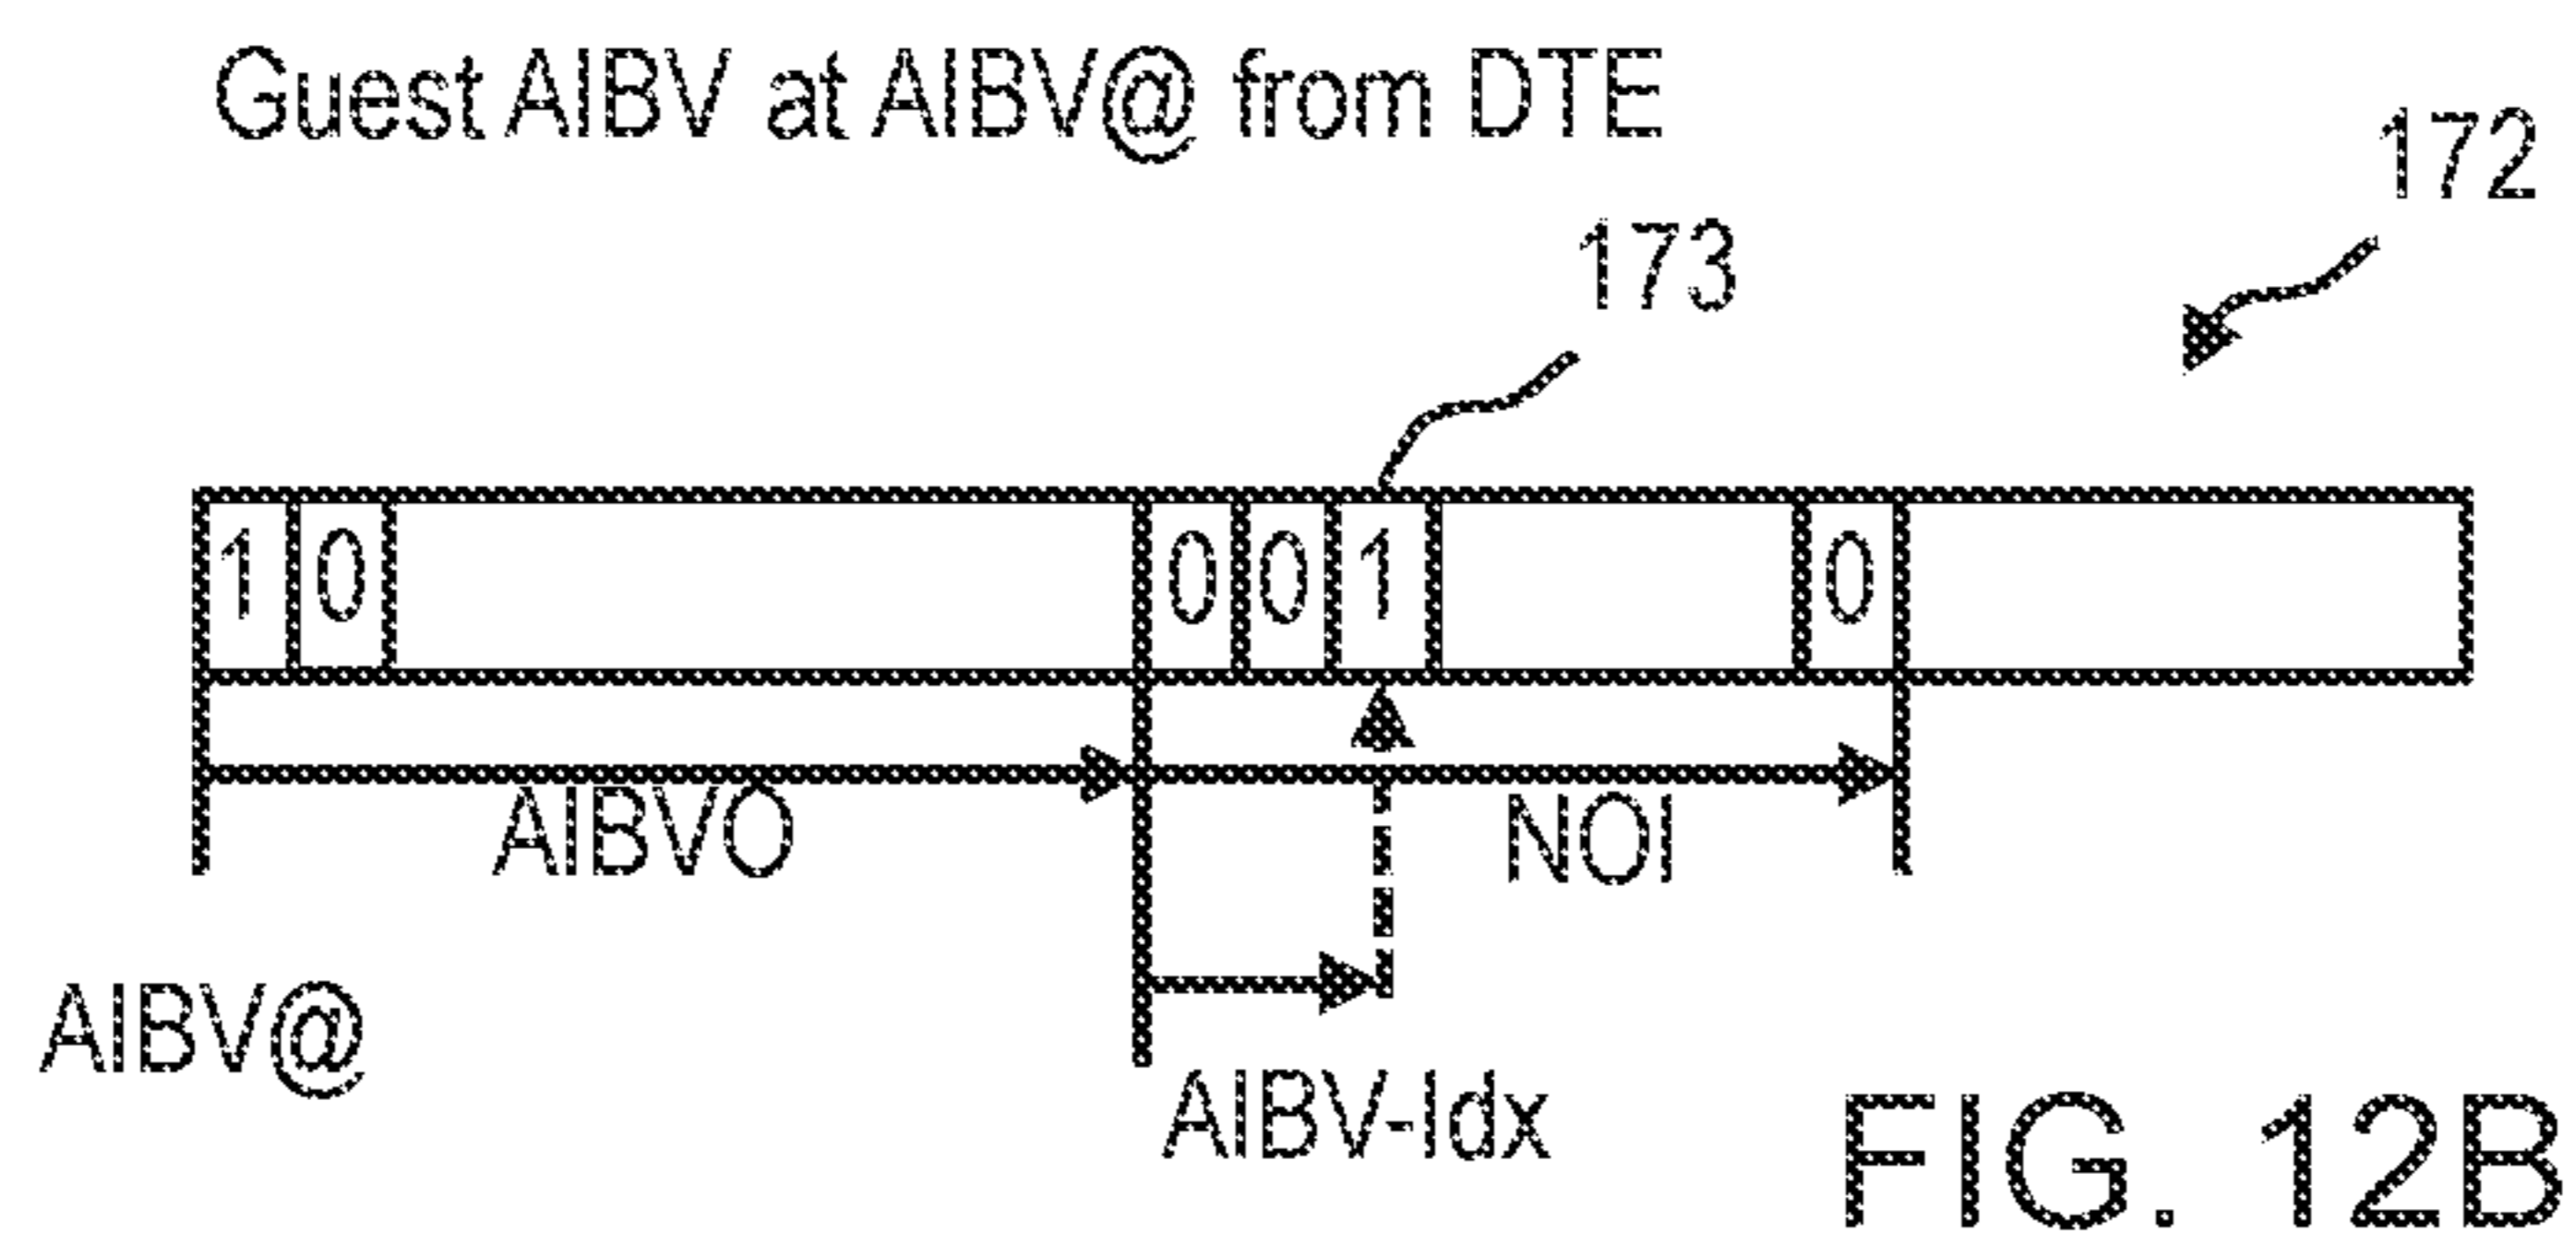 Guest AIBV at AIBV@ from DTE
172
173
1 0 0 0 1 0
AIBVO NOI
AIBV@
AIBV-Idx
FIG. 12B